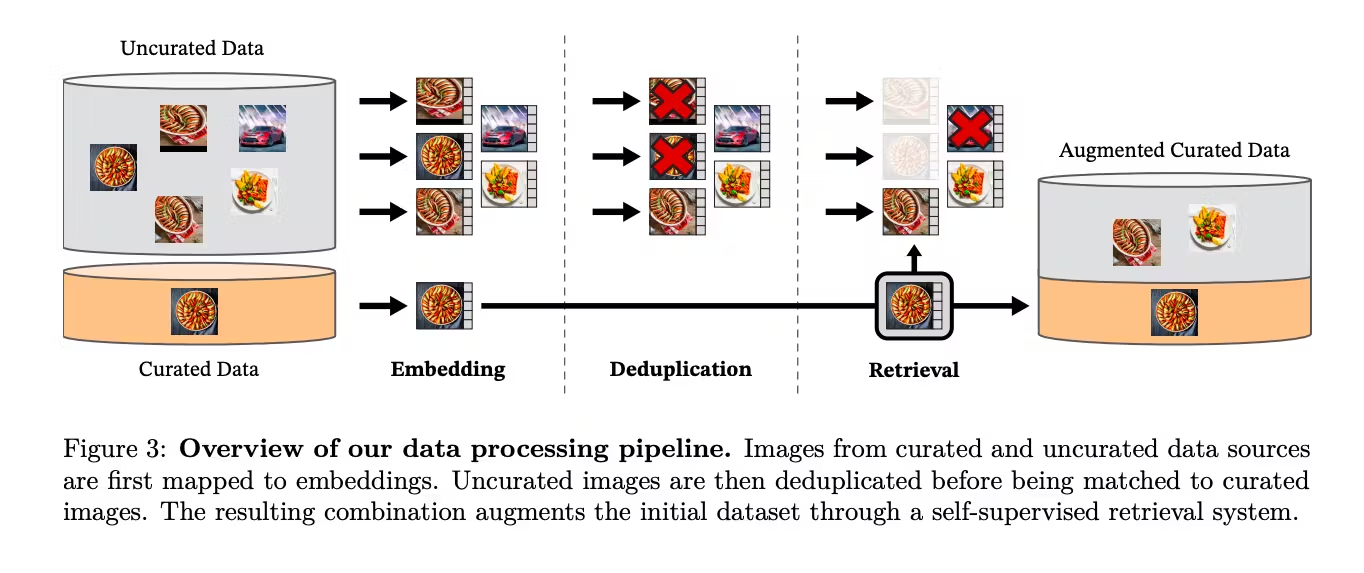 Uncurated Data
Augmented Curated Data
Curated Data
Embedding
Deduplication
Retrieval
Figure 3: Overview of our data processing pipeline. Images from curated and uncurated data sources
are first mapped to embeddings. Uncurated images are then deduplicated before being matched to curated
images. The resulting combination augments the initial dataset through a self-supervised retrieval system.